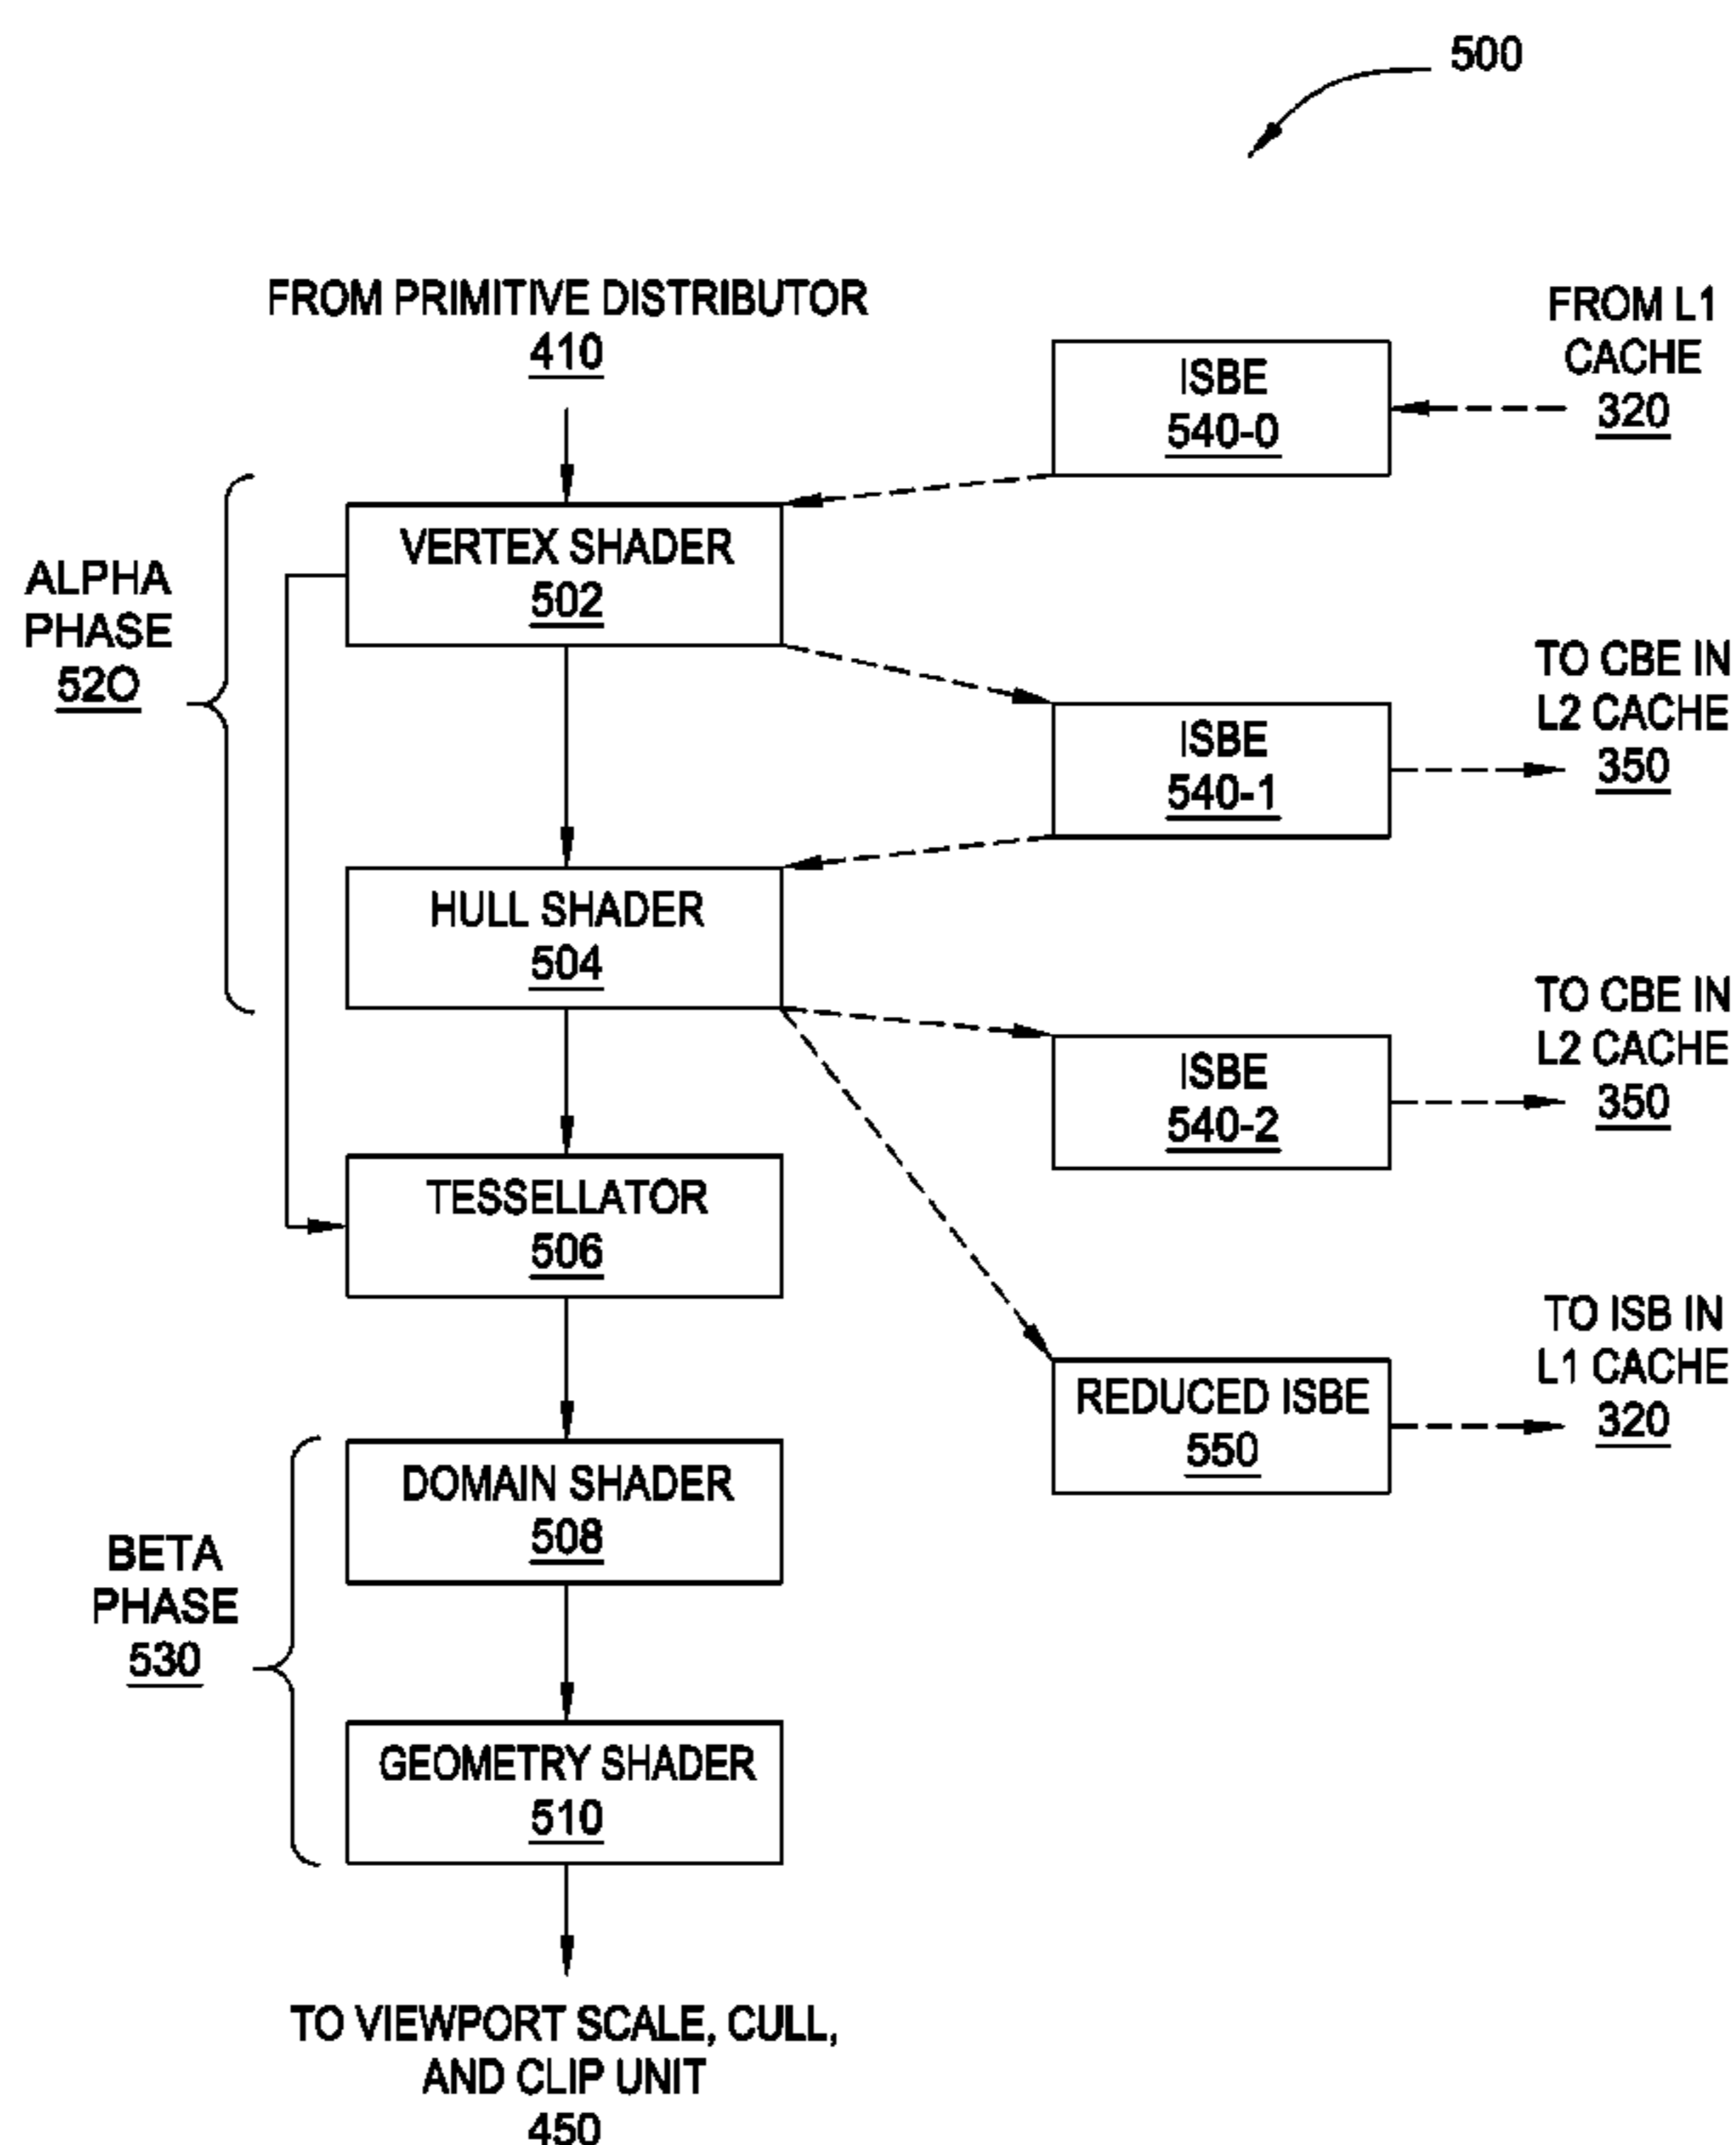 500
FROM PRIMITIVE DISTRIBUTOR
410
ISBE
540-0
FROM L1
CACHE
320
VERTEX SHADER
502
ALPHA
PHASE
520
ISBE
540-1
TO CBE IN
L2 CACHE
350
HULL SHADER
504
ISBE
540-2
TO CBE IN
L2 CACHE
350
TESSELLATOR
506
REDUCED ISBE
550
TO ISB IN
L1 CACHE
320
DOMAIN SHADER
508
BETA
PHASE
530
GEOMETRY SHADER
510
TO VIEWPORT SCALE, CULL,
AND CLIP UNIT
450